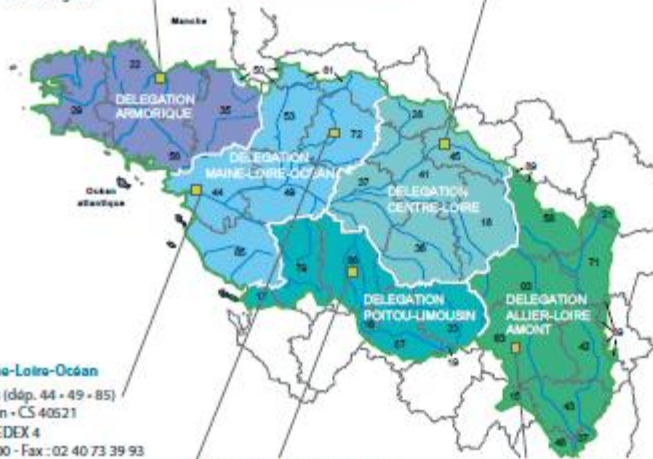 Manche
50
61
22
29
35
56
DELEGATION
ARMORIQUE
53
72
28
45
89
DELEGATION
MAINE-LOIRE-OCÉAN
41
37
Océan
atlantique
44
49
DELEGATION
CENTRE-LOIRE
18
36
58
21
71
85
79
86
17
DELEGATION
POITOU-LIMOUSIN
16
87
23
19
03
DELEGATION
ALLIER-LOIRE
AMONT
63
42
15
43
48
e-Loire-Océan
(dép. 44 • 49 • 85)
n • CS 40521
EDEX 4
00 - Fax : 02 40 73 39 93